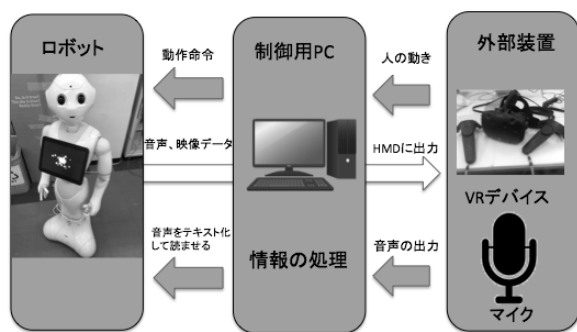 ロボット
動作命令
音声、映像データ
音声をテキスト化
して読ませる
制御用PC
情報の処理
人の動き
HMDに出力
音声の出力
外部装置
VRデバイス
マイク